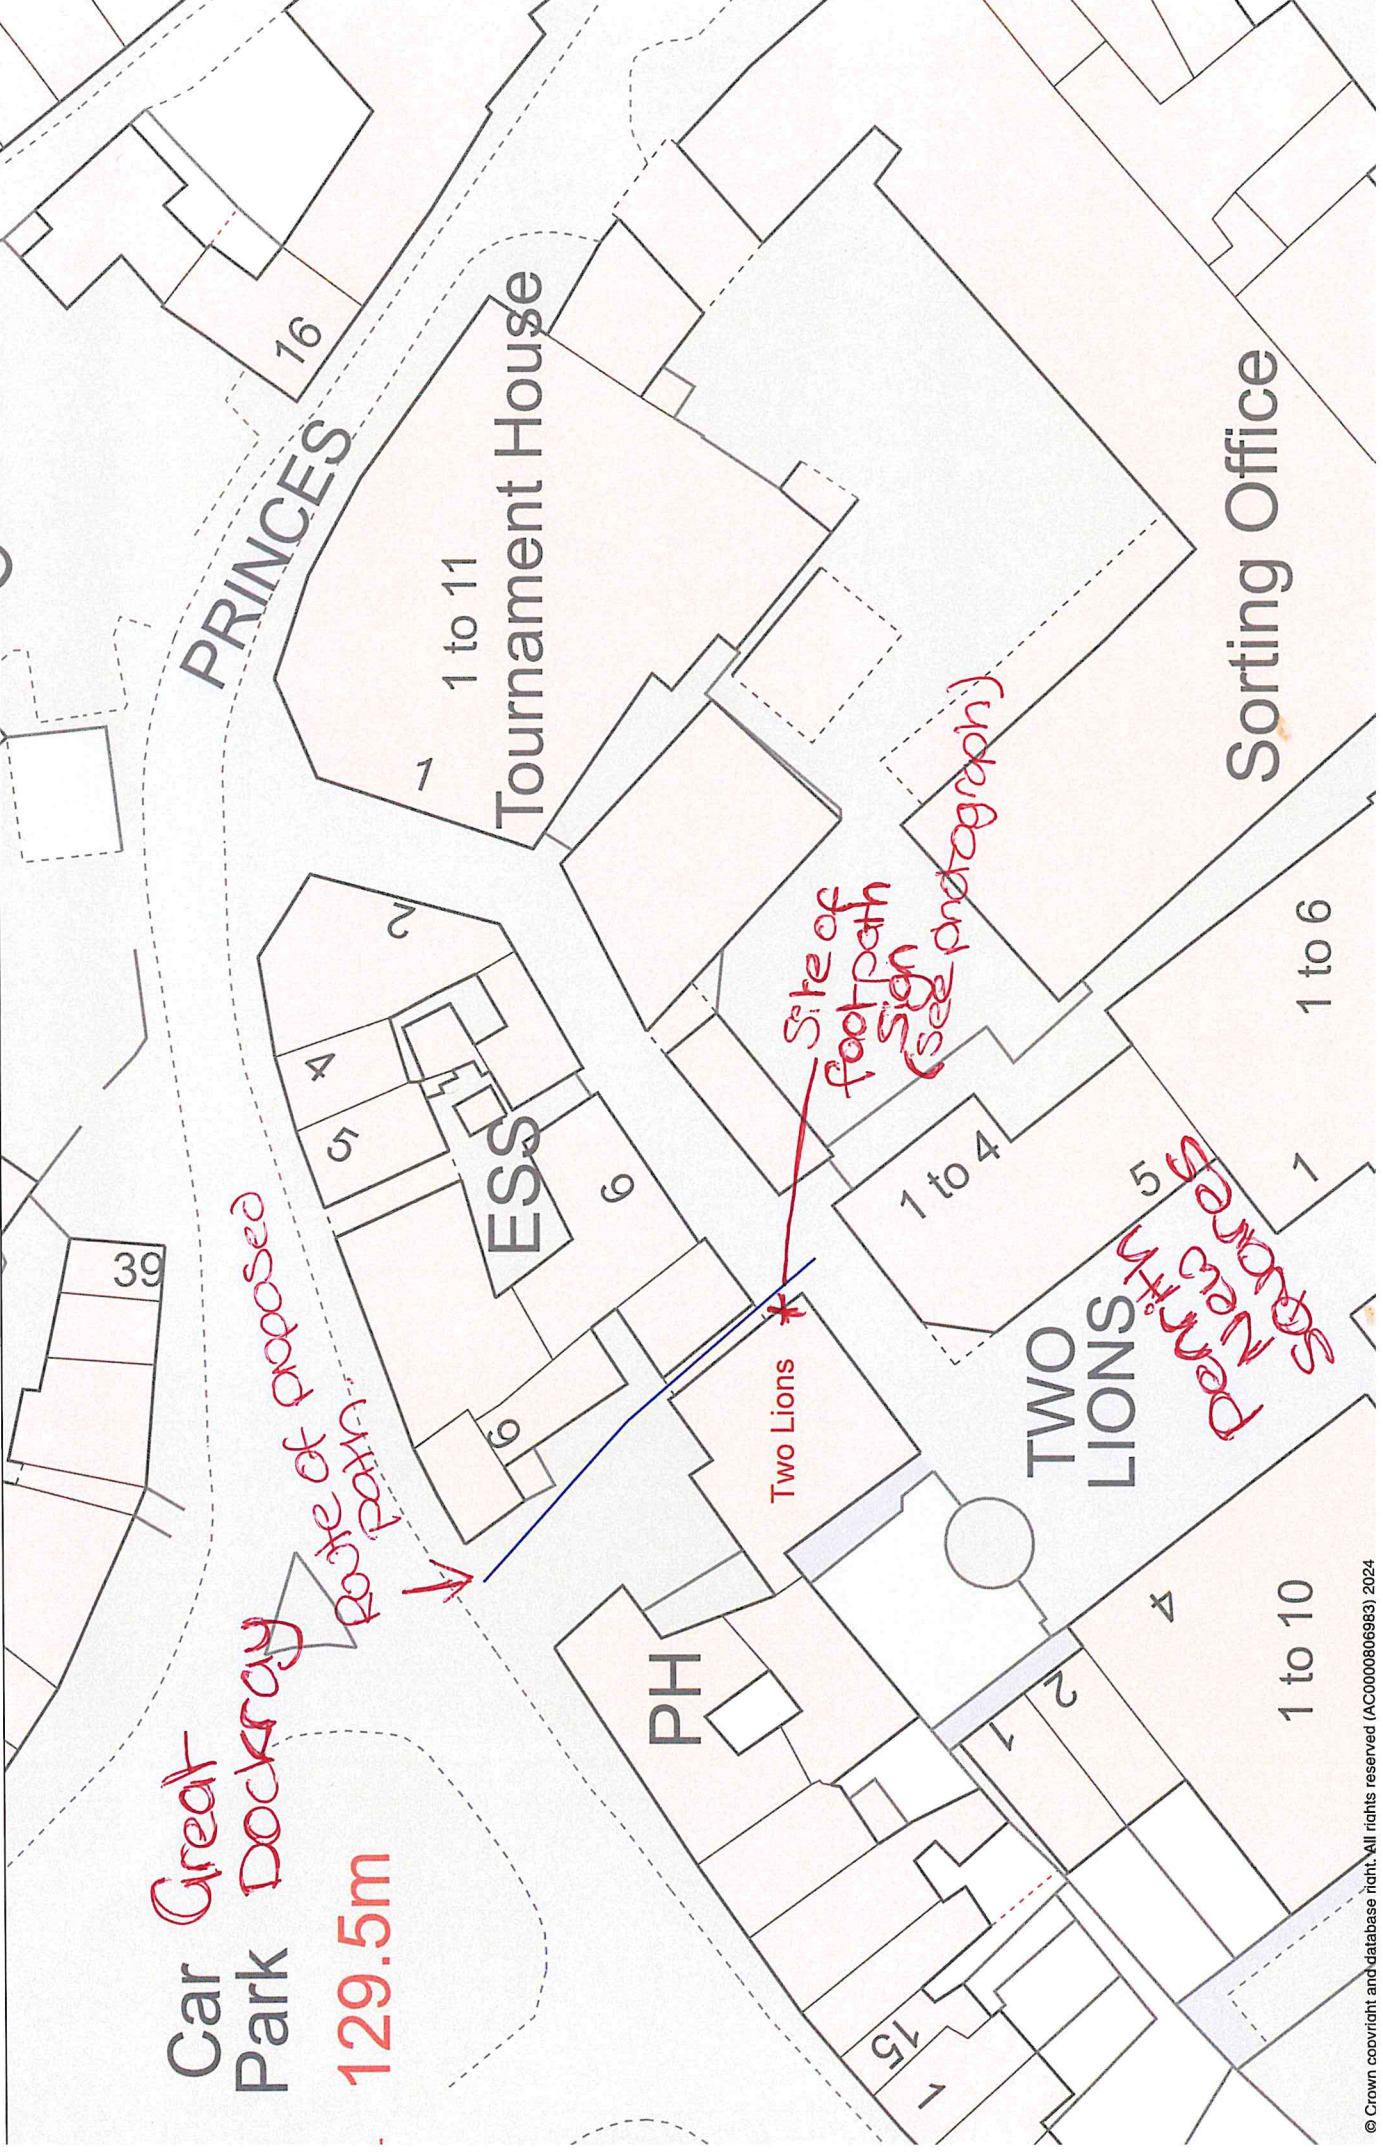 Car
Park
Great
Dockray
129.5m
Route of proposed
path.
39
PRINCES
16
1 to 11
Tournament House
1
2
4
5
ESS
9
9
PH
Two Lions
Site of
footpath
sign
(see photograph)
1 to 4
5
TWO
LIONS
Penrith
New
Squares
Sorting Office
1 to 6
1
4
1 to 10
2
1
15
1
© Crown copyright and database right. All rights reserved (AC0000806983) 2024